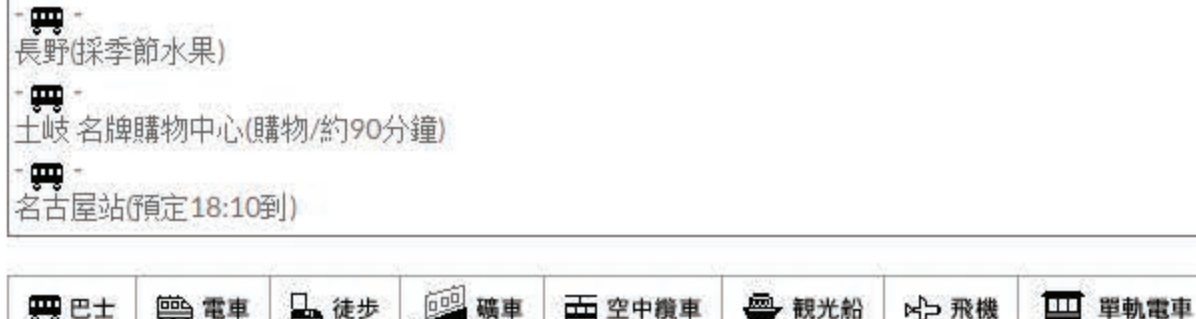 - -
長野(採季節水果)
- -
土岐 名牌購物中心(購物/約90分鐘)
- -
名古屋站(預定18:10到)
巴士 電車 徒步 礦車 空中纜車 観光船 飛機 單軌電車